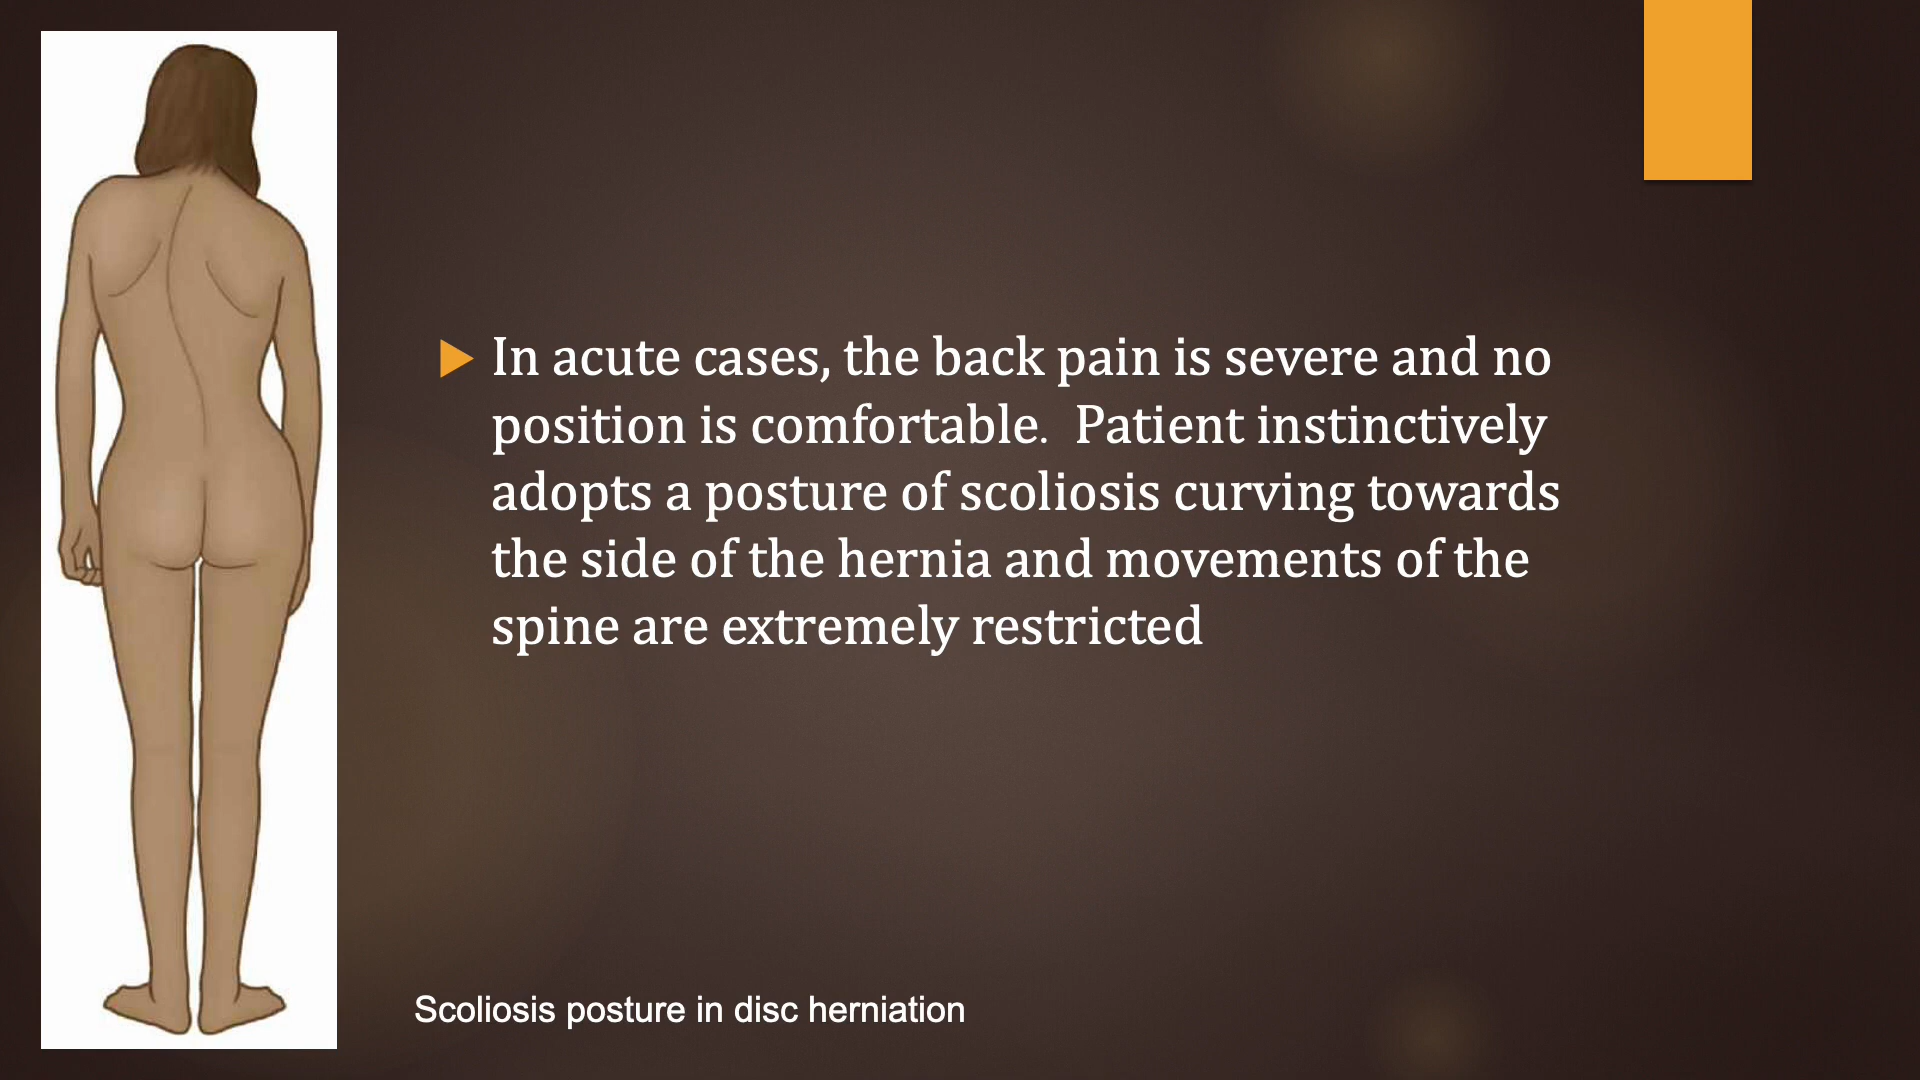 In acute cases, the back pain is severe and no
position is comfortable.  Patient instinctively
adopts a posture of scoliosis curving towards
the side of the hernia and movements of the
spine are extremely restricted
Scoliosis posture in disc herniation